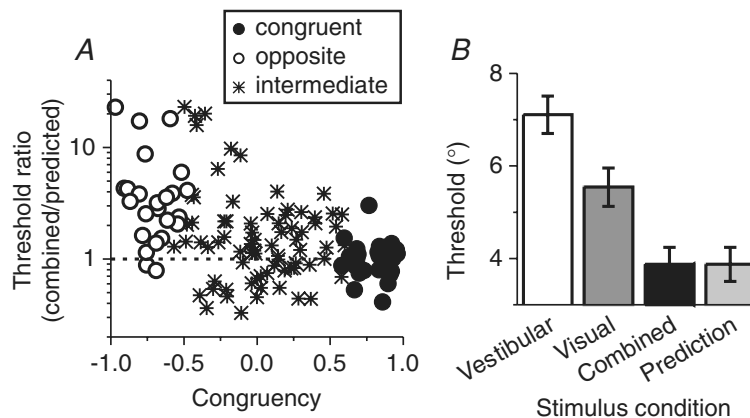 A
congruent
opposite
intermediate
Threshold ratio
(combined/predicted)
10
1
-1.0 -0.5 0.0 0.5 1.0
Congruency
B
Threshold (°)
8
6
4
Vestibular
Visual
Combined
Prediction
Stimulus condition